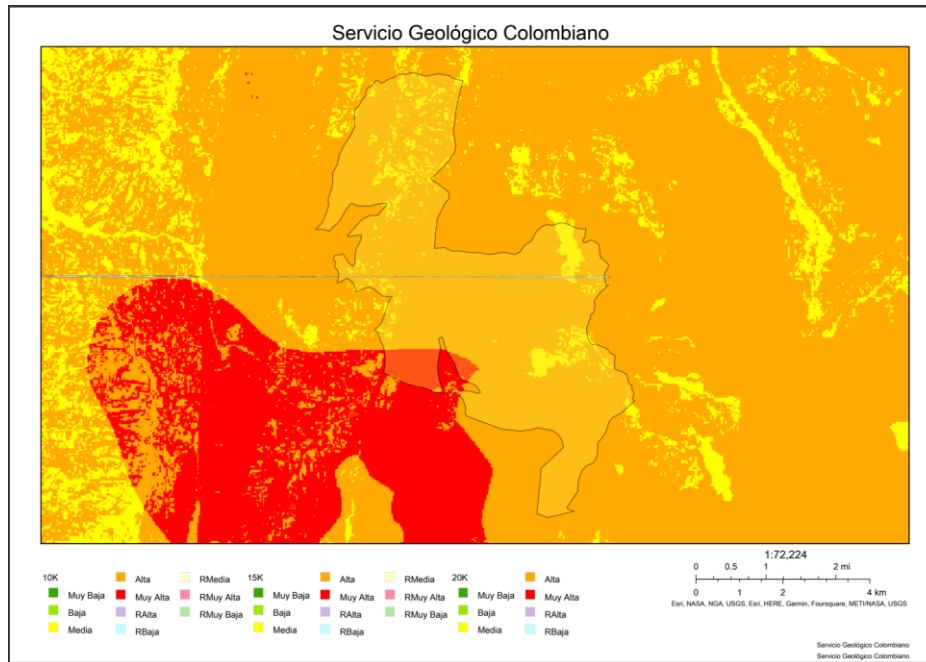 Servicio Geológico Colombiano
10K
Muy Baja
Baja
Media
Alta
Muy Alta
RAlta
RBaja
RMedia
RMuy Alta
RMuy Baja
15K
Muy Baja
Baja
Media
Alta
Muy Alta
RAlta
RBaja
RMedia
RMuy Alta
RMuy Baja
20K
Muy Baja
Baja
Media
Alta
Muy Alta
RAlta
RBaja
1:72,224
0 0.5 1 2 mi
0 1 2 4 km
Esri, NASA, NGA, USGS, Esri, HERE, Garmin, Foursquare, METI/NASA, USGS
Servicio Geológico Colombiano
Servicio Geológico Colombiano